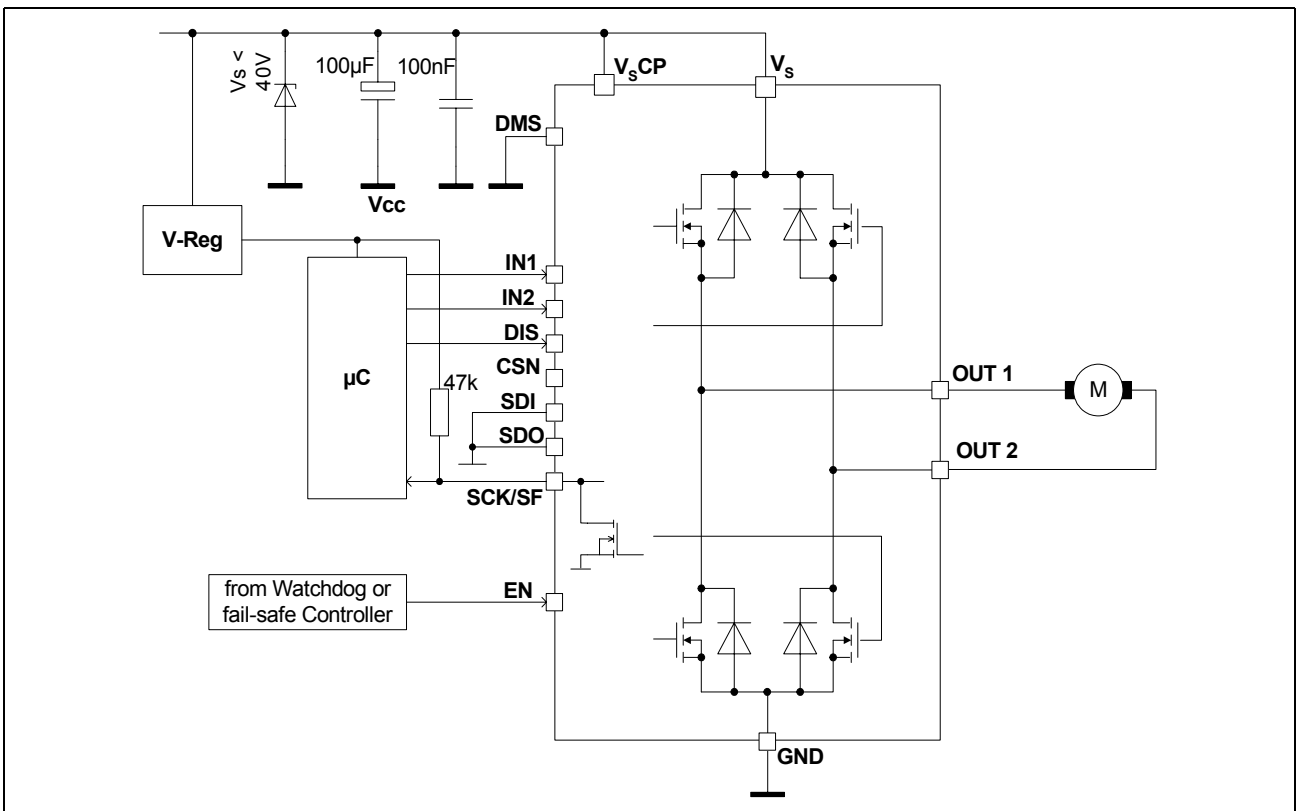 Vs <
40V
100µF
100nF
VSCP
VS
DMS
Vcc
V-Reg
IN1
IN2
DIS
CSN
µC
47k
SDI
SDO
SCK/SF
OUT 1
M
OUT 2
from Watchdog or
fail-safe Controller
EN
GND